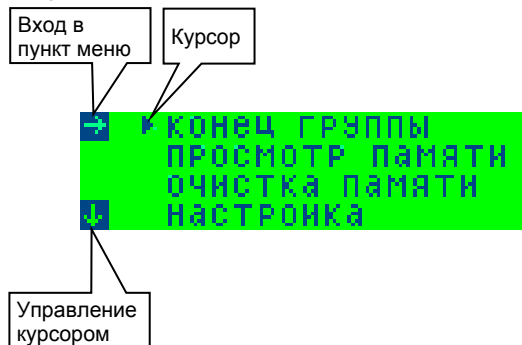 Вход в
пункт меню
Курсор
→ ▶ конец группы
просмотр памяти
очистка памяти
↓ настройка
Управление
курсором